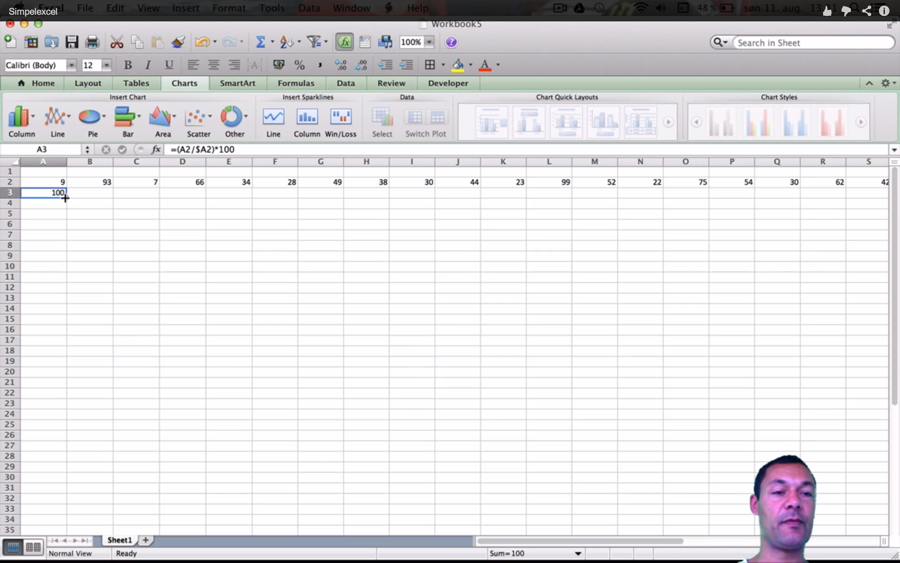 Simpelexcel
Excel File Edit View Insert Format Tools Data Window Help
Workbook5
100% Search in Sheet
Calibri (Body) 12 B I U A A
Home Layout Tables Charts SmartArt Formulas Data Review Developer
Insert Chart Insert Sparklines Data Chart Quick Layouts Chart Styles
Column Line Pie Bar Area Scatter Other Line Column Win/Loss Select Switch Plot
A3 fx =(A2/$A2)*100
A B C D E F G H I J K L M N O P Q R S
1
2 9 93 7 66 34 28 49 38 30 44 23 99 52 22 75 54 30 62 42
3 100
4
5
6
7
8
9
10
11
12
13
14
15
16
17
18
19
20
21
22
23
24
25
26
27
28
29
30
31
32
33
34
35
Sheet1
Normal View Ready Sum=100